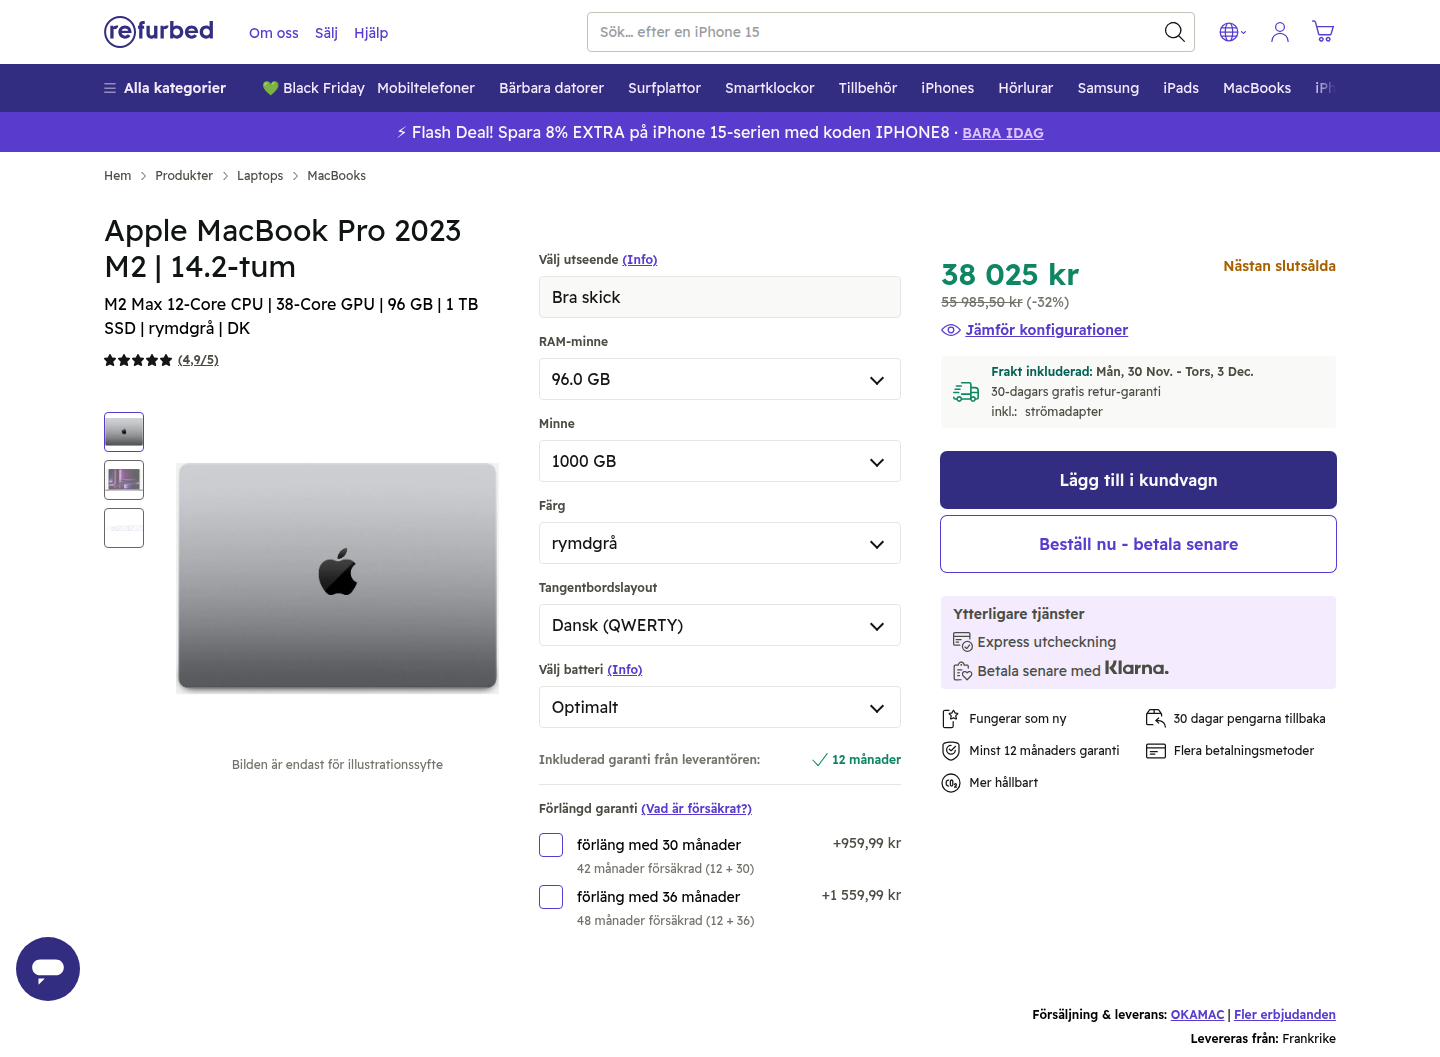 refurbed
Om oss
Sälj
Hjälp
Sök... efter en iPhone 15
Alla kategorier
💚 Black Friday
Mobiltelefoner
Bärbara datorer
Surfplattor
Smartklockor
Tillbehör
iPhones
Hörlurar
Samsung
iPads
MacBooks
iPh
⚡ Flash Deal! Spara 8% EXTRA på iPhone 15-serien med koden IPHONE8 · BARA IDAG
Hem > Produkter > Laptops > MacBooks
Apple MacBook Pro 2023
M2 | 14.2-tum
M2 Max 12-Core CPU | 38-Core GPU | 96 GB | 1 TB
SSD | rymdgrå | DK
(4,9/5)
Bilden är endast för illustrationssyfte
Välj utseende (Info)
Bra skick
RAM-minne
96.0 GB
Minne
1000 GB
Färg
rymdgrå
Tangentbordslayout
Dansk (QWERTY)
Välj batteri (Info)
Optimalt
Inkluderad garanti från leverantören: 12 månader
Förlängd garanti (Vad är försäkrat?)
förläng med 30 månader +959,99 kr
42 månader försäkrad (12 + 30)
förläng med 36 månader +1 559,99 kr
48 månader försäkrad (12 + 36)
38 025 kr
Nästan slutsålda
55 985,50 kr (-32%)
Jämför konfigurationer
Frakt inkluderad: Mån, 30 Nov. - Tors, 3 Dec.
30-dagars gratis retur-garanti
inkl.: strömadapter
Lägg till i kundvagn
Beställ nu - betala senare
Ytterligare tjänster
Express utcheckning
Betala senare med Klarna.
Fungerar som ny
30 dagar pengarna tillbaka
Minst 12 månaders garanti
Flera betalningsmetoder
Mer hållbart
Försäljning & leverans: OKAMAC | Fler erbjudanden
Levereras från: Frankrike